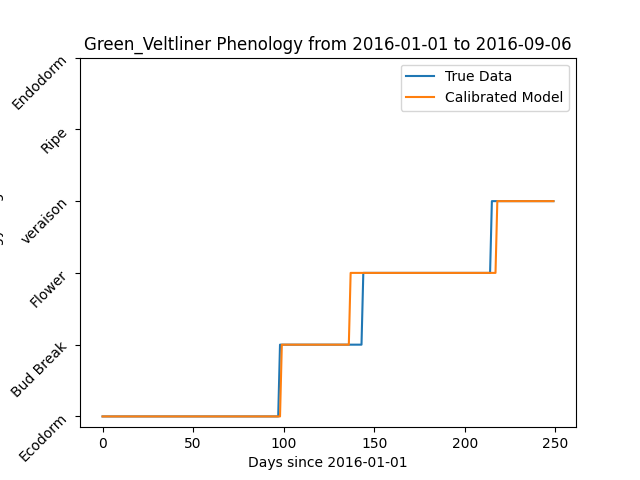 Green_Veltliner Phenology from 2016-01-01 to 2016-09-06
True Data
Calibrated Model
Endodorm
Ripe
veraison
Flower
Bud Break
Ecodorm
0 50 100 150 200 250
Days since 2016-01-01